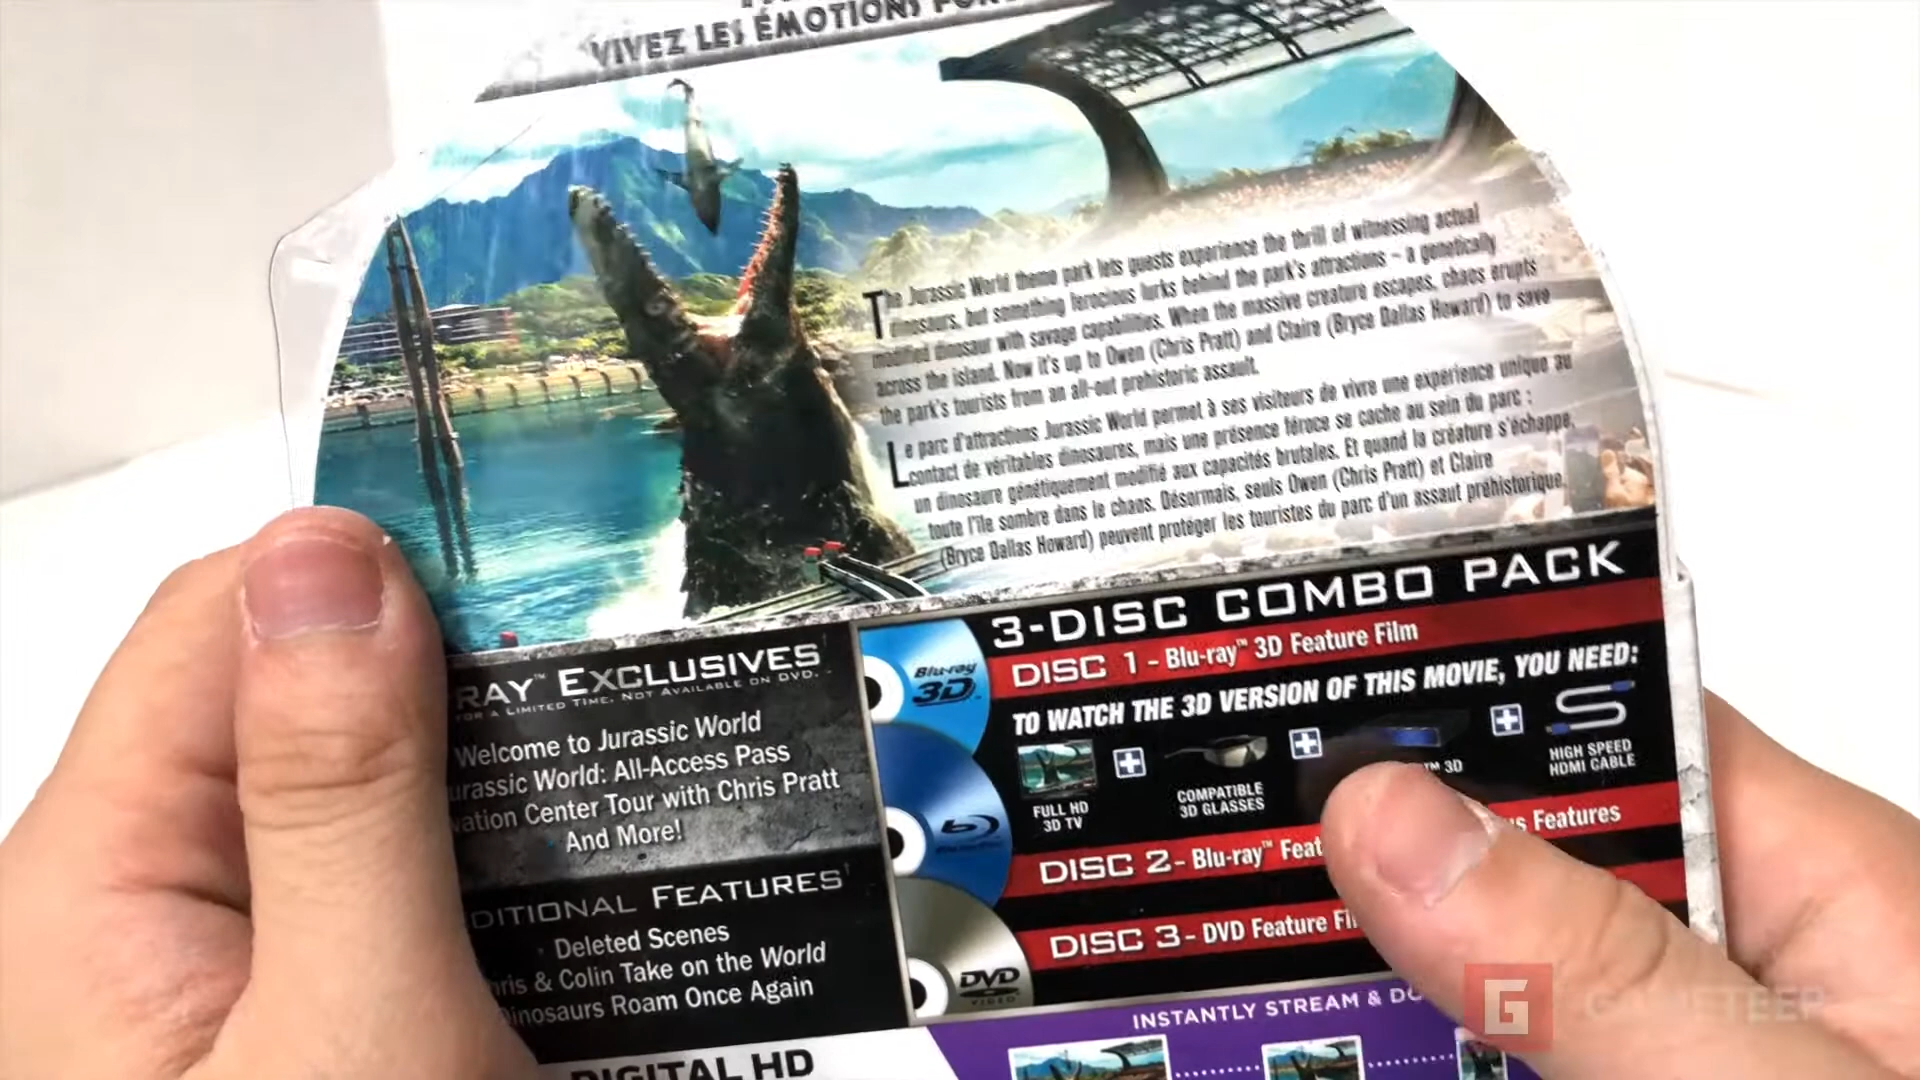 VIVEZ LES ÉMOTIONS
The Jurassic World theme park lets guests experience the thrill of witnessing actual
dinosaurs, but something ferocious lurks behind the park's attractions – a genetically
modified dinosaur with savage capabilities. When the massive creature escapes, chaos erupts
across the island. Now it's up to Owen (Chris Pratt) and Claire (Bryce Dallas Howard) to save
the park's tourists from an all-out prehistoric assault.
Le parc d'attractions Jurassic World permet à ses visiteurs de vivre une expérience unique au
contact de véritables dinosaures, mais une présence féroce se cache au sein du parc :
un dinosaure génétiquement modifié aux capacités brutales. Et quand la créature s'échappe,
toute l'île sombre dans le chaos. Désormais, seuls Owen (Chris Pratt) et Claire
(Bryce Dallas Howard) peuvent protéger les touristes du parc d'un assaut préhistorique.
RAY™ EXCLUSIVES
FOR A LIMITED TIME. NOT AVAILABLE ON DVD.
Welcome to Jurassic World
urassic World: All-Access Pass
vation Center Tour with Chris Pratt
And More!
DITIONAL FEATURES
• Deleted Scenes
hris & Colin Take on the World
Dinosaurs Roam Once Again
DIGITAL HD
3-DISC COMBO PACK
Blu-ray 3D™
DISC 1 - Blu-ray™ 3D Feature Film
TO WATCH THE 3D VERSION OF THIS MOVIE, YOU NEED:
FULL HD
3D TV
COMPATIBLE
3D GLASSES
™ 3D
HIGH SPEED
HDMI CABLE
DISC 2 - Blu-ray™ Feat
s Features
DISC 3 - DVD Feature Fil
DVD
VIDEO
INSTANTLY STREAM & DO
G GAMETEEP